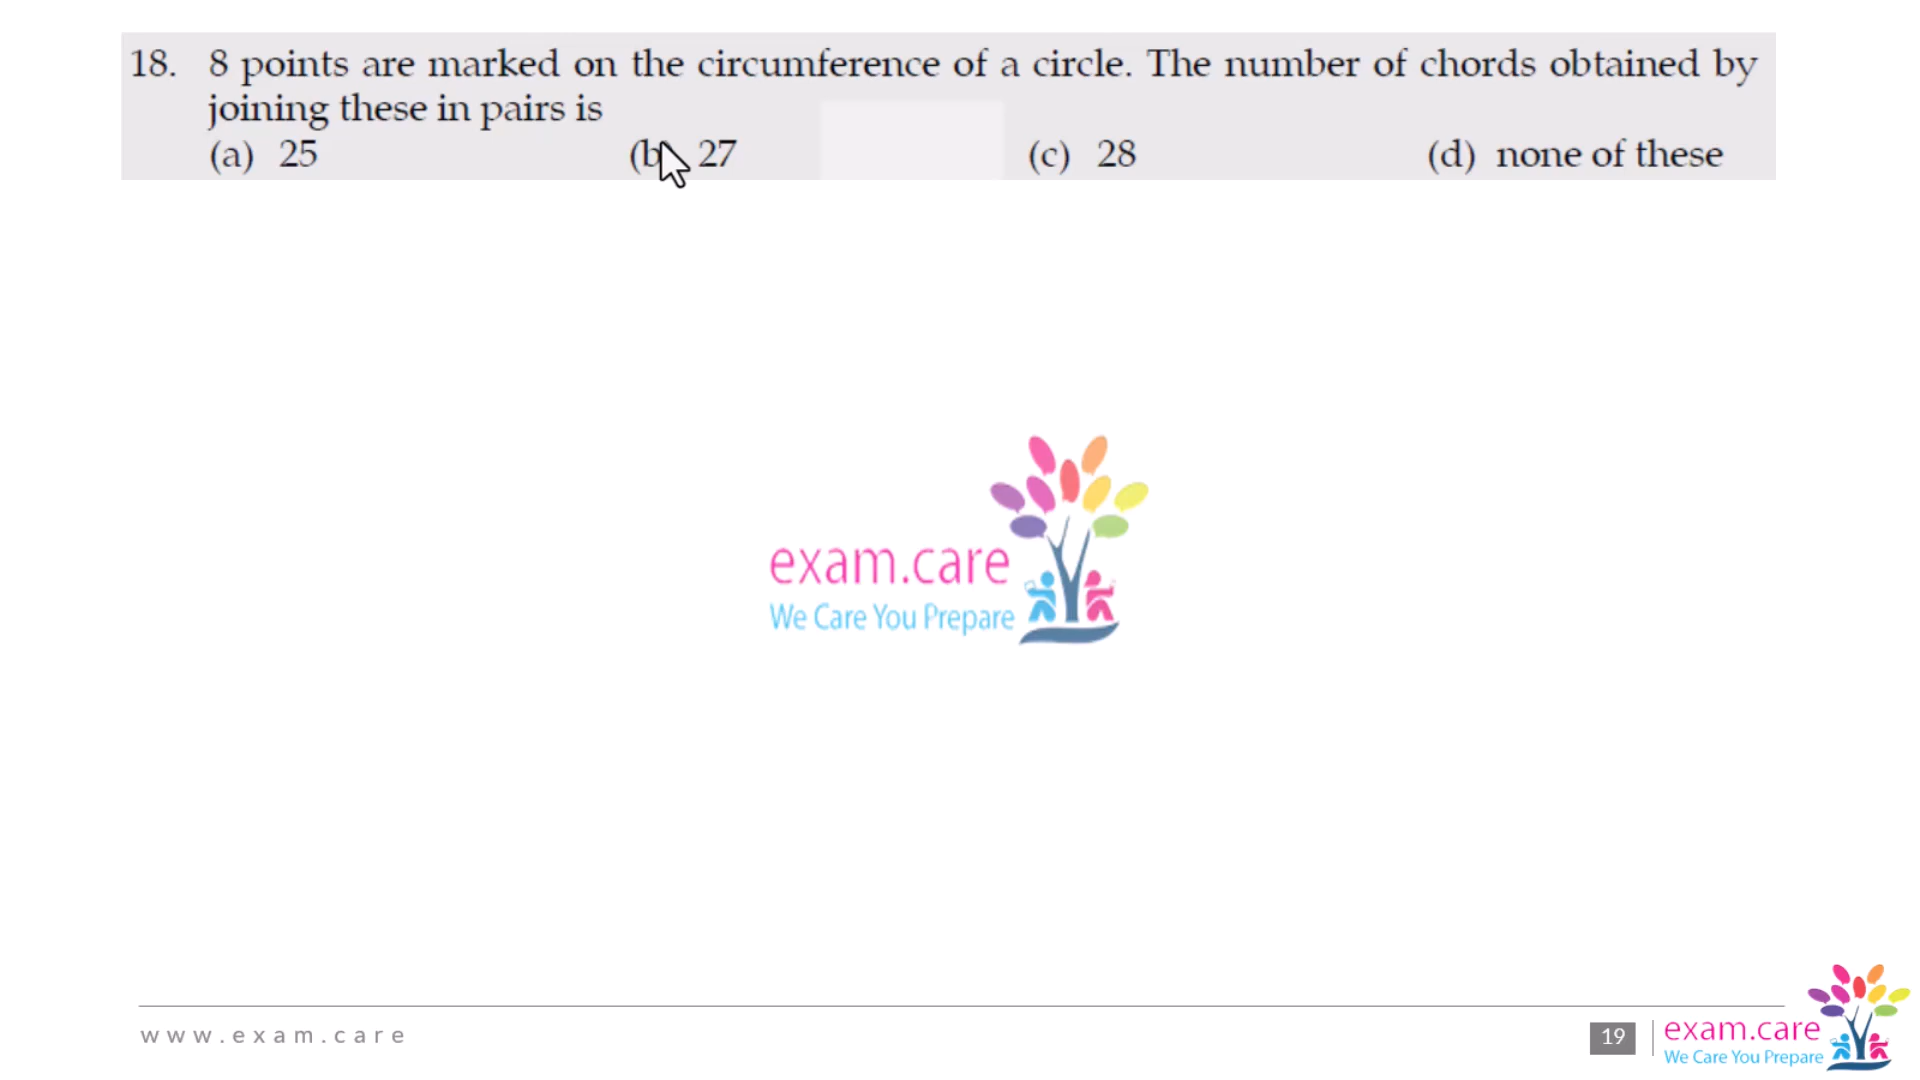 18. 8 points are marked on the circumference of a circle. The number of chords obtained by
joining these in pairs is
(a) 25 (b 27 (c) 28 (d) none of these
exam.care
We Care You Prepare
www.exam.care
19
exam.care
We Care You Prepare